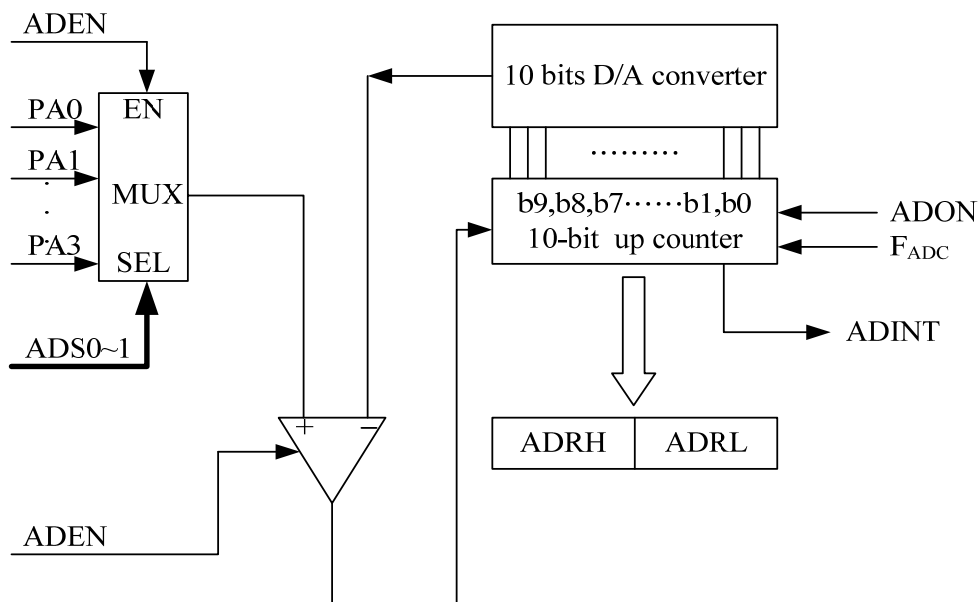 ADEN
EN
PA0
PA1
MUX
PA3
SEL
ADS0~1
ADEN
+
−
10 bits D/A converter
………
b9,b8,b7……b1,b0
10-bit up counter
ADON
F_ADC
ADINT
ADRH
ADRL